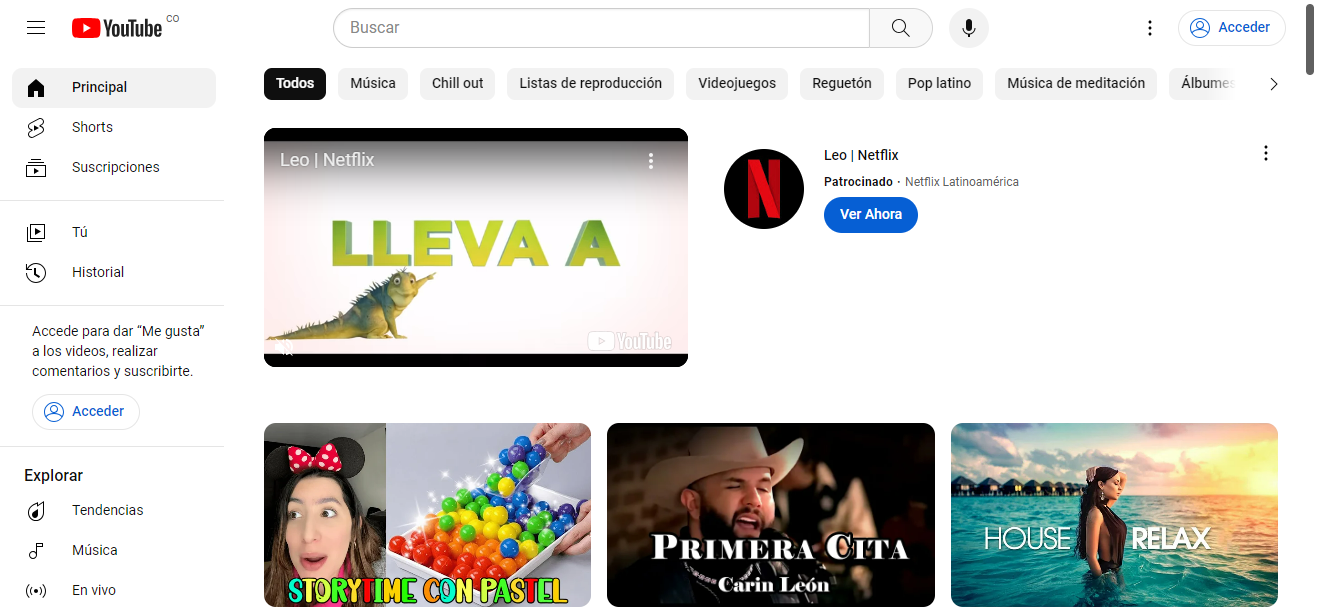 YouTube CO
Buscar
Acceder
Principal
Shorts
Suscripciones
Tú
Historial
Accede para dar “Me gusta”
a los videos, realizar
comentarios y suscribirte.
Acceder
Explorar
Tendencias
Música
En vivo
Todos
Música
Chill out
Listas de reproducción
Videojuegos
Reguetón
Pop latino
Música de meditación
Álbumes
Leo | Netflix
LLEVA A
YouTube
Leo | Netflix
Patrocinado · Netflix Latinoamérica
Ver Ahora
STORYTIME CON PASTEL
PRIMERA CITA
Carin León
HOUSE RELAX